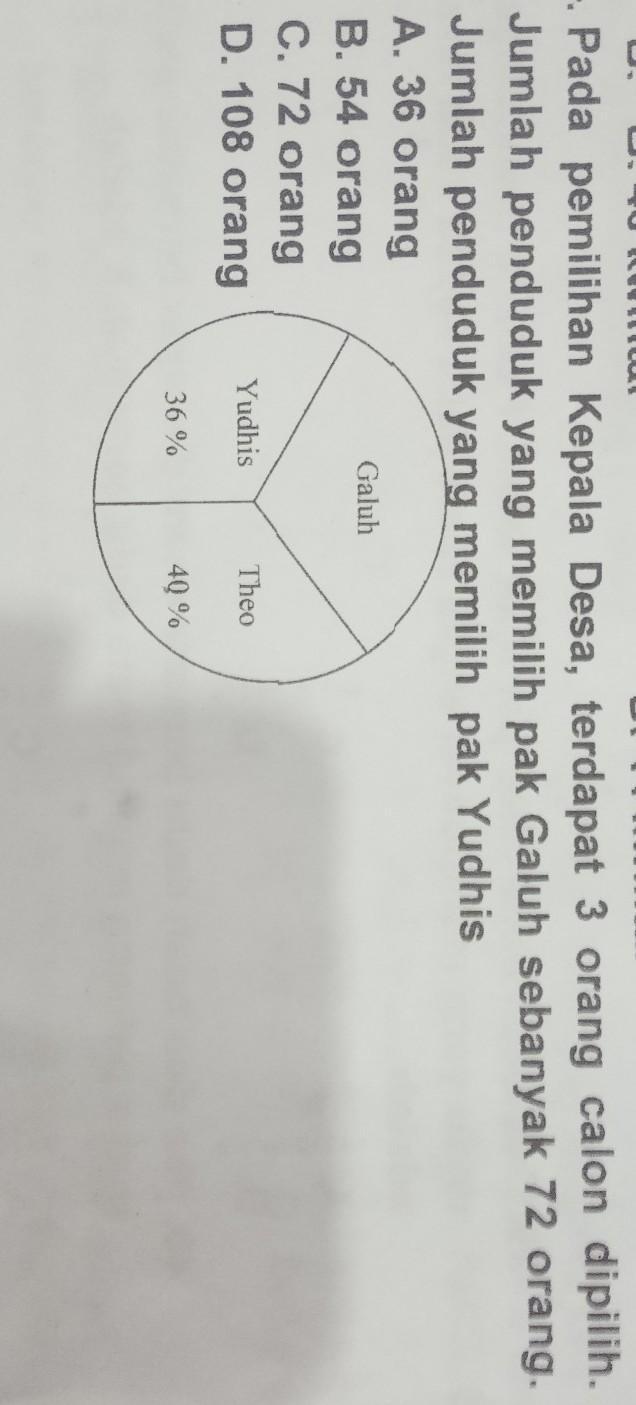 . Pada pemilihan Kepala Desa, terdapat 3 orang calon dipilih.
Jumlah penduduk yang memilih pak Galuh sebanyak 72 orang.
Jumlah penduduk yang memilih pak Yudhis
A. 36 orang
B. 54 orang
C. 72 orang
D. 108 orang
Galuh
Yudhis
36 %
Theo
40 %